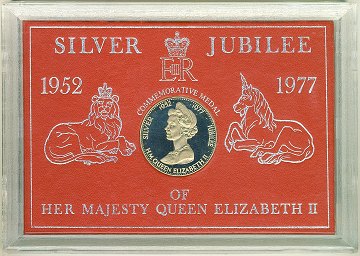 SILVER JUBILEE
EIIR
1952 1977
COMMEMORATIVE MEDAL
1952 1977
SILVER JUBILEE
H.M. QUEEN ELIZABETH II
OF
HER MAJESTY QUEEN ELIZABETH II